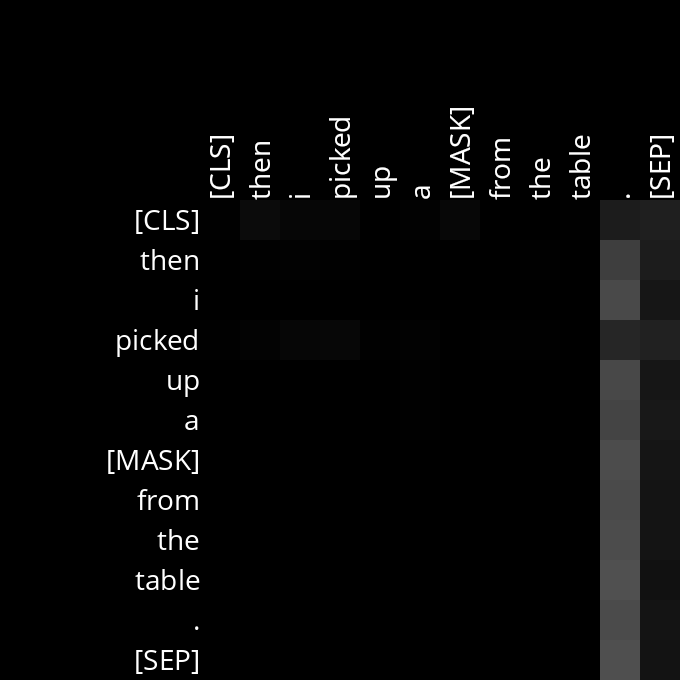 [CLS] then i picked up a [MASK] from the table . [SEP]
[CLS]
then
i
picked
up
a
[MASK]
from
the
table
.
[SEP]